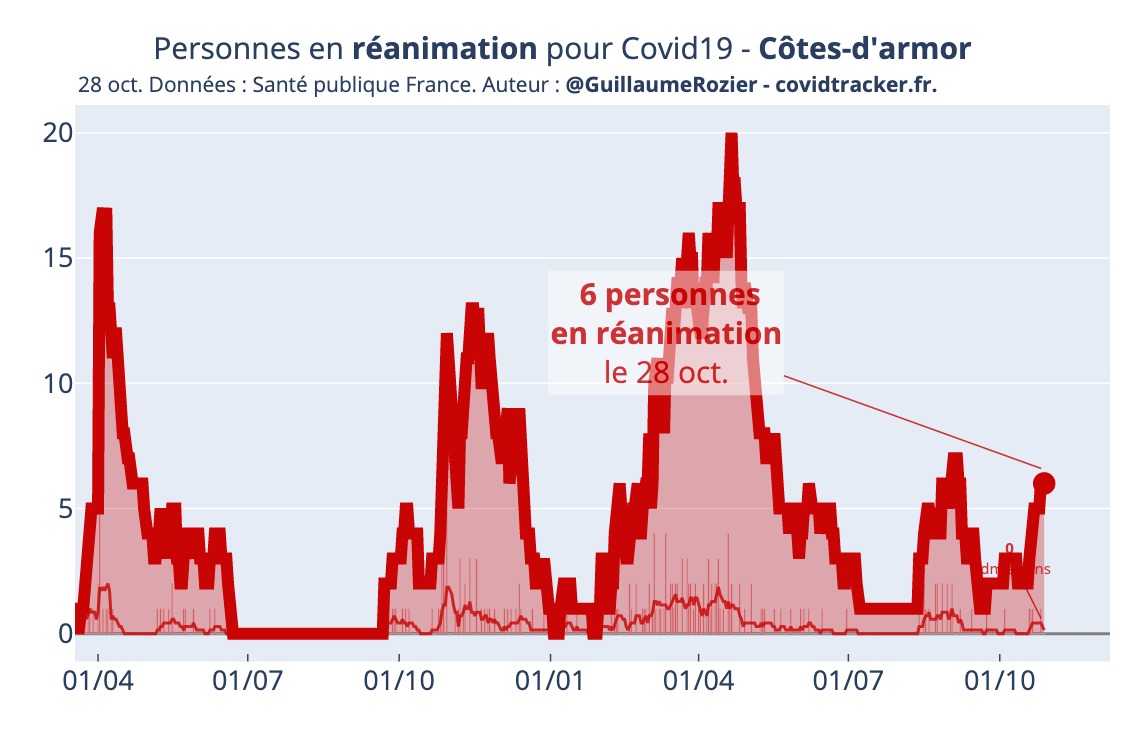 Personnes en réanimation pour Covid19 - Côtes-d'armor
28 oct. Données : Santé publique France. Auteur : @GuillaumeRozier - covidtracker.fr.
20
15
10
5
0
6 personnes
en réanimation
le 28 oct.
0
01/04
01/07
01/10
01/01
01/04
01/07
01/10